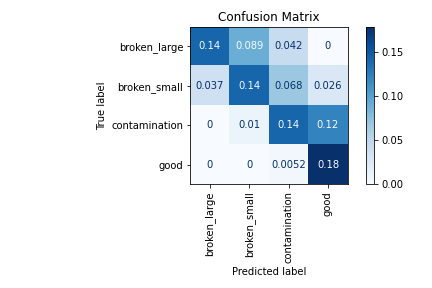 Confusion Matrix
True label
broken_large 0.14 0.089 0.042 0
broken_small 0.037 0.14 0.068 0.026
contamination 0 0.01 0.14 0.12
good 0 0 0.0052 0.18
broken_large
broken_small
contamination
good
Predicted label
0.15
0.10
0.05
0.00